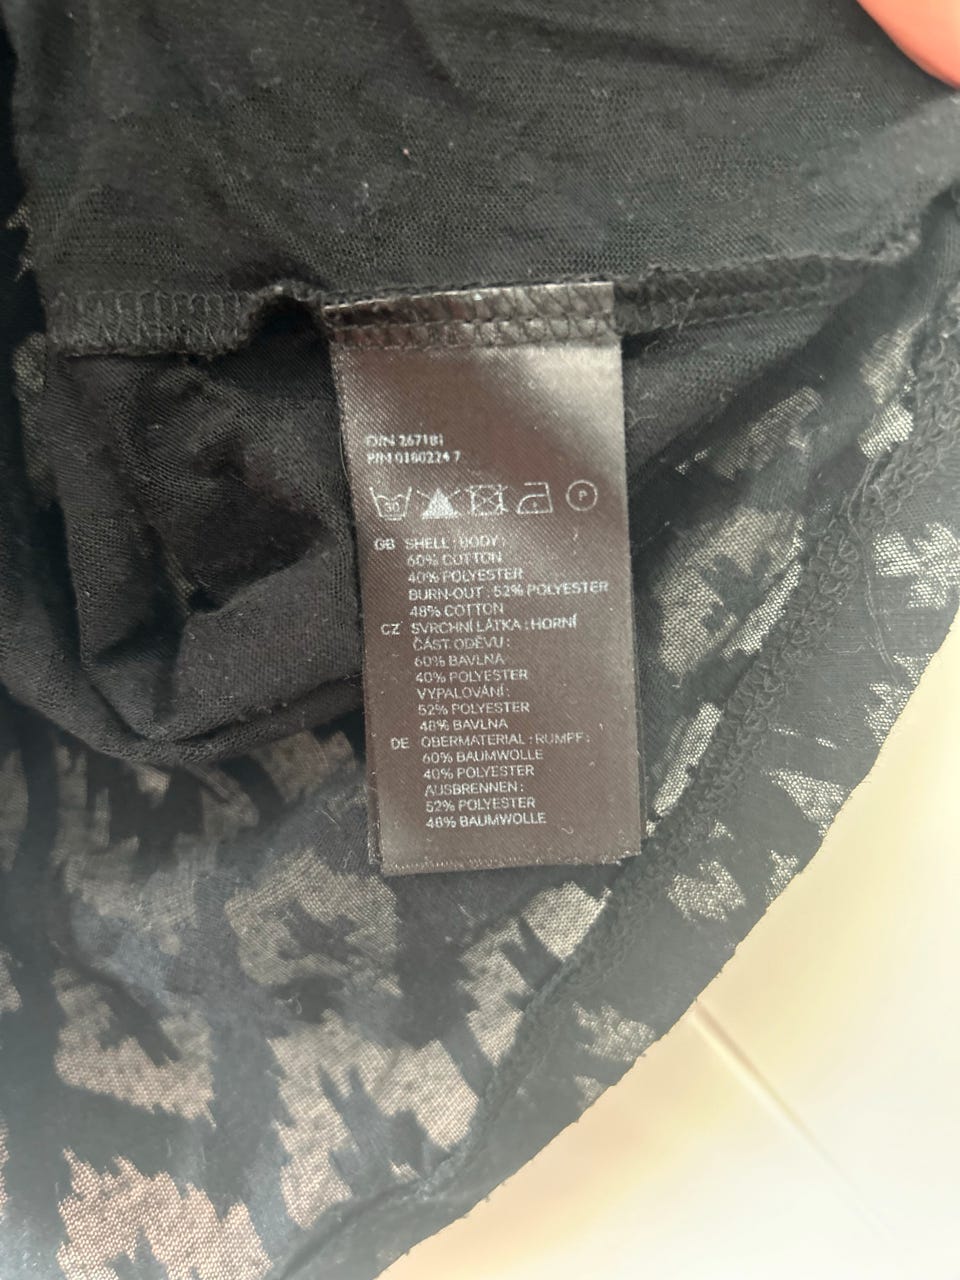 O/N 267181
P/N 0180224 7
30 P
GB SHELL : BODY :
60% COTTON
40% POLYESTER
BURN-OUT : 52% POLYESTER
48% COTTON
CZ SVRCHNÍ LÁTKA : HORNÍ
ČÁST ODĚVU :
60% BAVLNA
40% POLYESTER
VYPALOVÁNÍ :
52% POLYESTER
48% BAVLNA
DE OBERMATERIAL : RUMPF :
60% BAUMWOLLE
40% POLYESTER
AUSBRENNEN :
52% POLYESTER
48% BAUMWOLLE